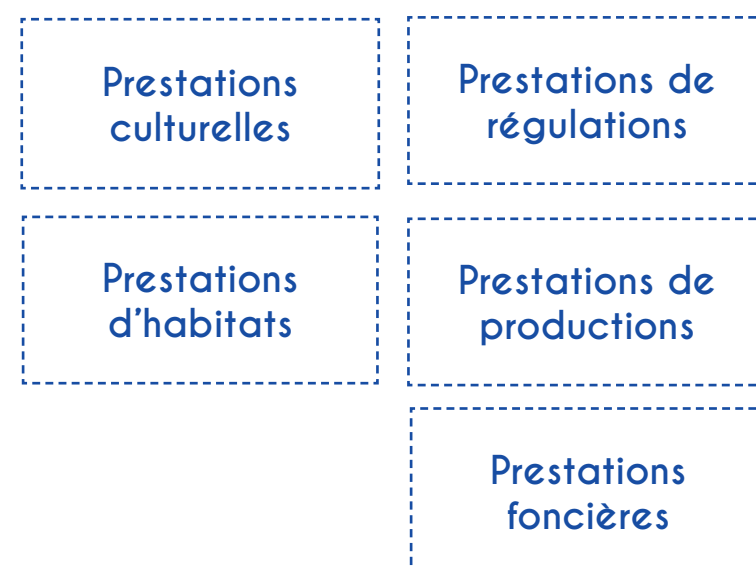 Prestations
culturelles
Prestations de
régulations
Prestations
d'habitats
Prestations de
productions
Prestations
foncières